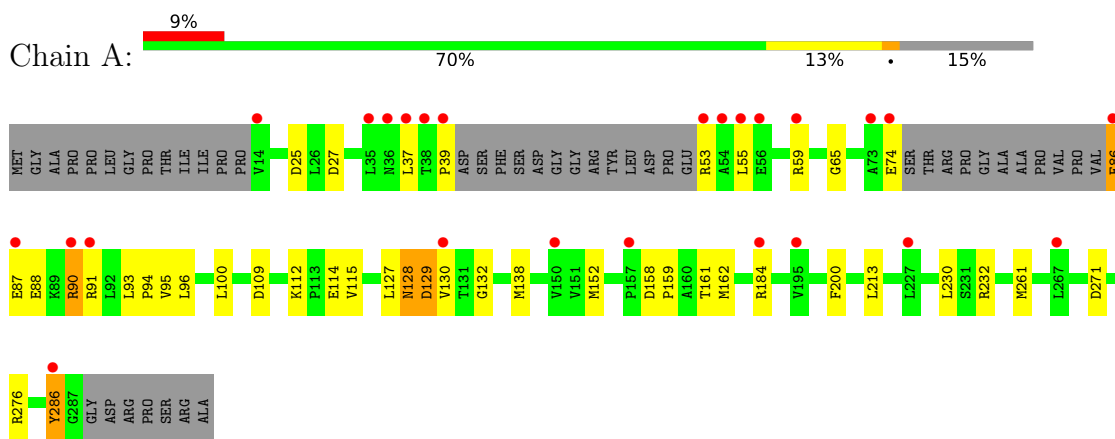 9%
Chain A:
70% 13% • 15%
MET GLY ALA PRO PRO LEU GLY PRO THR ILE ILE PRO PRO V14 D25 L26 D27 L35 N36 L37 T38 P39 ASP SER PHE SER ASP GLY GLY ARG TYR LEU ASP PRO GLU R53 A54 L55 E56 R59 G65 A73 E74 SER THR ARG PRO GLY ALA ALA PRO VAL PRO VAL E86
E87 E88 K89 R90 R91 L92 L93 P94 V95 L96 L100 D109 K112 P113 E114 V115 L127 N128 D129 V130 T131 G132 M138 V150 V151 M152 P157 D158 P159 A160 T161 M162 R184 V195 F200 L213 L227 L230 S231 R232 M261 L267 D271
R276 Y286 G287 GLY ASP ARG PRO SER ARG ALA